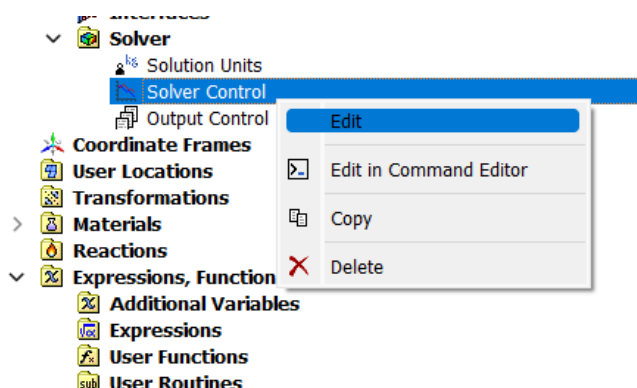 Interfaces
Solver
Solution Units
Solver Control
Edit
Output Control
Coordinate Frames
User Locations
Edit in Command Editor
Transformations
Materials
Copy
Reactions
Delete
Expressions, Function
Additional Variables
Expressions
User Functions
User Routines